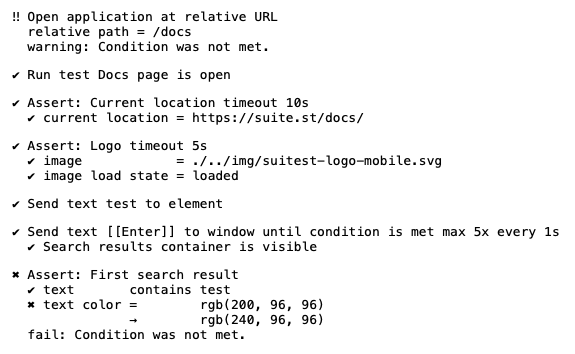 ‼ Open application at relative URL
relative path = /docs
warning: Condition was not met.
✔ Run test Docs page is open
✔ Assert: Current location timeout 10s
✔ current location = https://suite.st/docs/
✔ Assert: Logo timeout 5s
✔ image = ./../img/suitest-logo-mobile.svg
✔ image load state = loaded
✔ Send text test to element
✔ Send text [[Enter]] to window until condition is met max 5x every 1s
✔ Search results container is visible
✖ Assert: First search result
✔ text contains test
✖ text color = rgb(200, 96, 96)
→ rgb(240, 96, 96)
fail: Condition was not met.